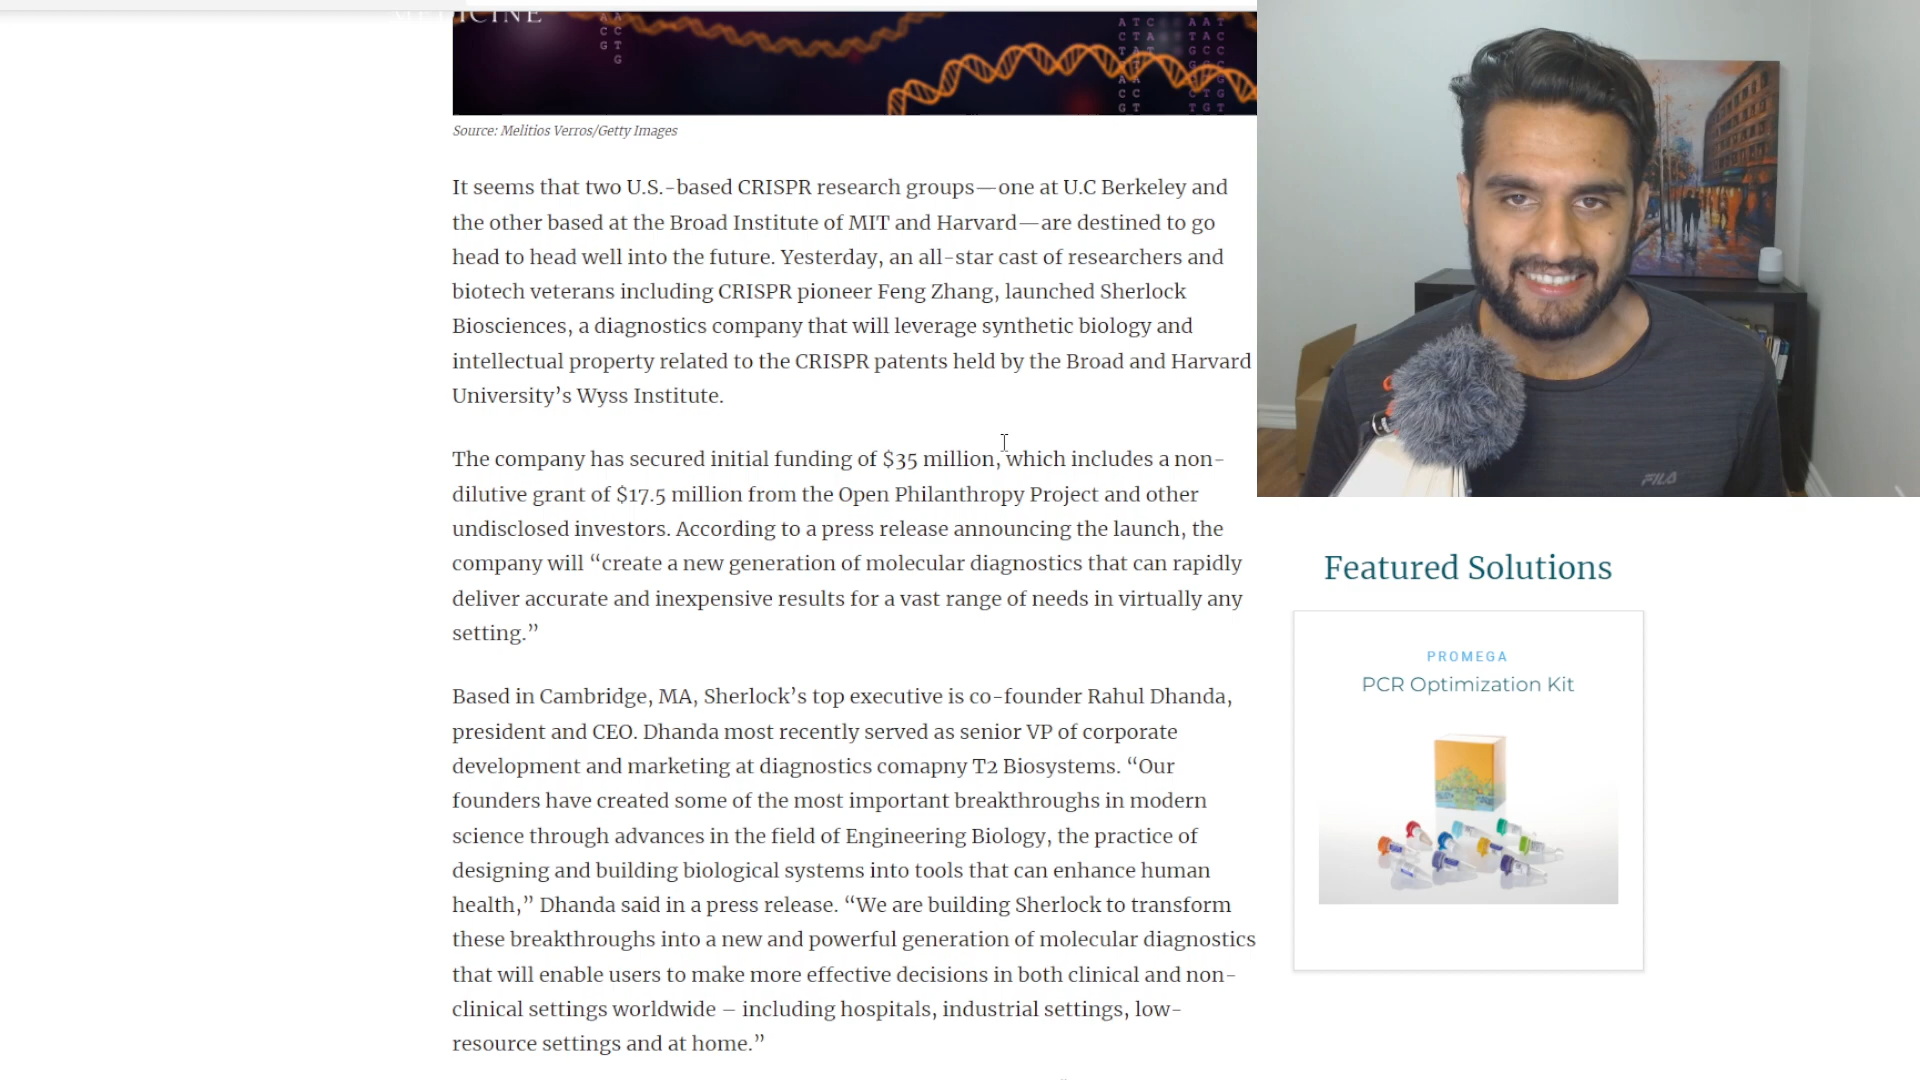 MEDICINE
Source: Melitios Verros/Getty Images
It seems that two U.S.-based CRISPR research groups—one at U.C Berkeley and
the other based at the Broad Institute of MIT and Harvard—are destined to go
head to head well into the future. Yesterday, an all-star cast of researchers and
biotech veterans including CRISPR pioneer Feng Zhang, launched Sherlock
Biosciences, a diagnostics company that will leverage synthetic biology and
intellectual property related to the CRISPR patents held by the Broad and Harvard
University’s Wyss Institute.
The company has secured initial funding of $35 million, which includes a non-
dilutive grant of $17.5 million from the Open Philanthropy Project and other
undisclosed investors. According to a press release announcing the launch, the
company will “create a new generation of molecular diagnostics that can rapidly
deliver accurate and inexpensive results for a vast range of needs in virtually any
setting.”
Based in Cambridge, MA, Sherlock’s top executive is co-founder Rahul Dhanda,
president and CEO. Dhanda most recently served as senior VP of corporate
development and marketing at diagnostics comapny T2 Biosystems. “Our
founders have created some of the most important breakthroughs in modern
science through advances in the field of Engineering Biology, the practice of
designing and building biological systems into tools that can enhance human
health,” Dhanda said in a press release. “We are building Sherlock to transform
these breakthroughs into a new and powerful generation of molecular diagnostics
that will enable users to make more effective decisions in both clinical and non-
clinical settings worldwide – including hospitals, industrial settings, low-
resource settings and at home.”
FILA
Featured Solutions
PROMEGA
PCR Optimization Kit